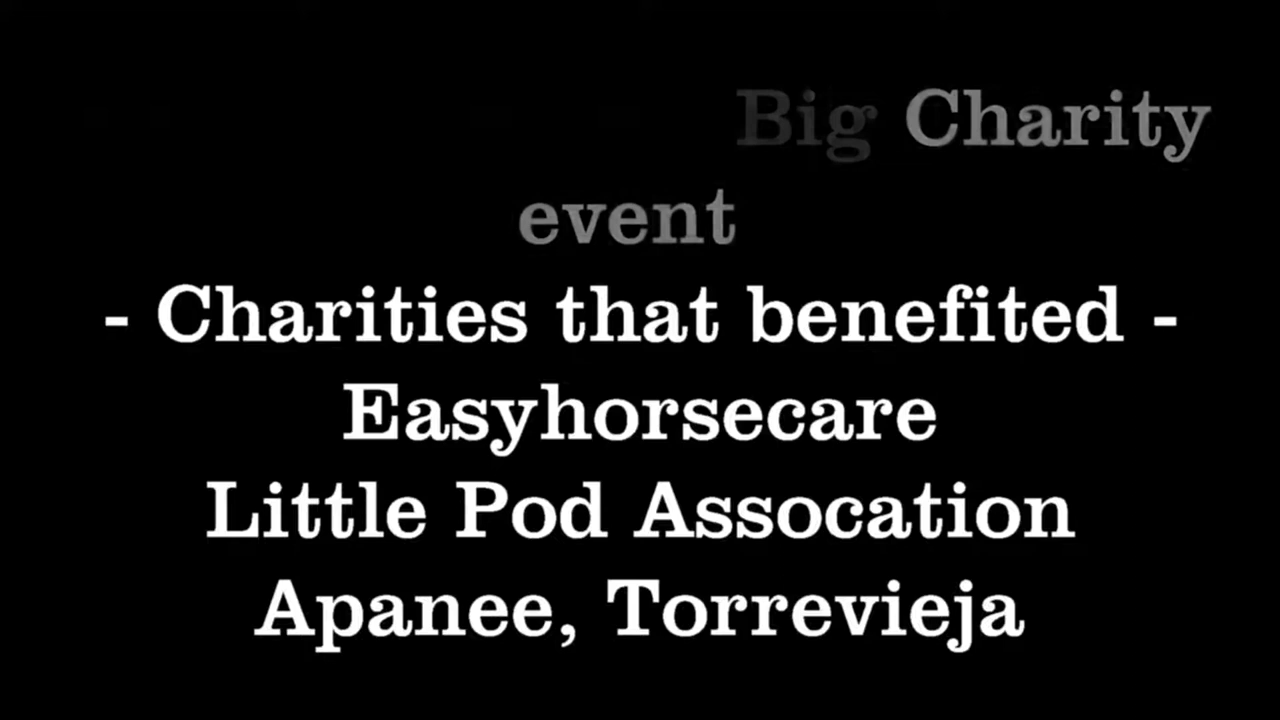 Big Charity
event
- Charities that benefited -
Easyhorsecare
Little Pod Assocation
Apanee, Torrevieja